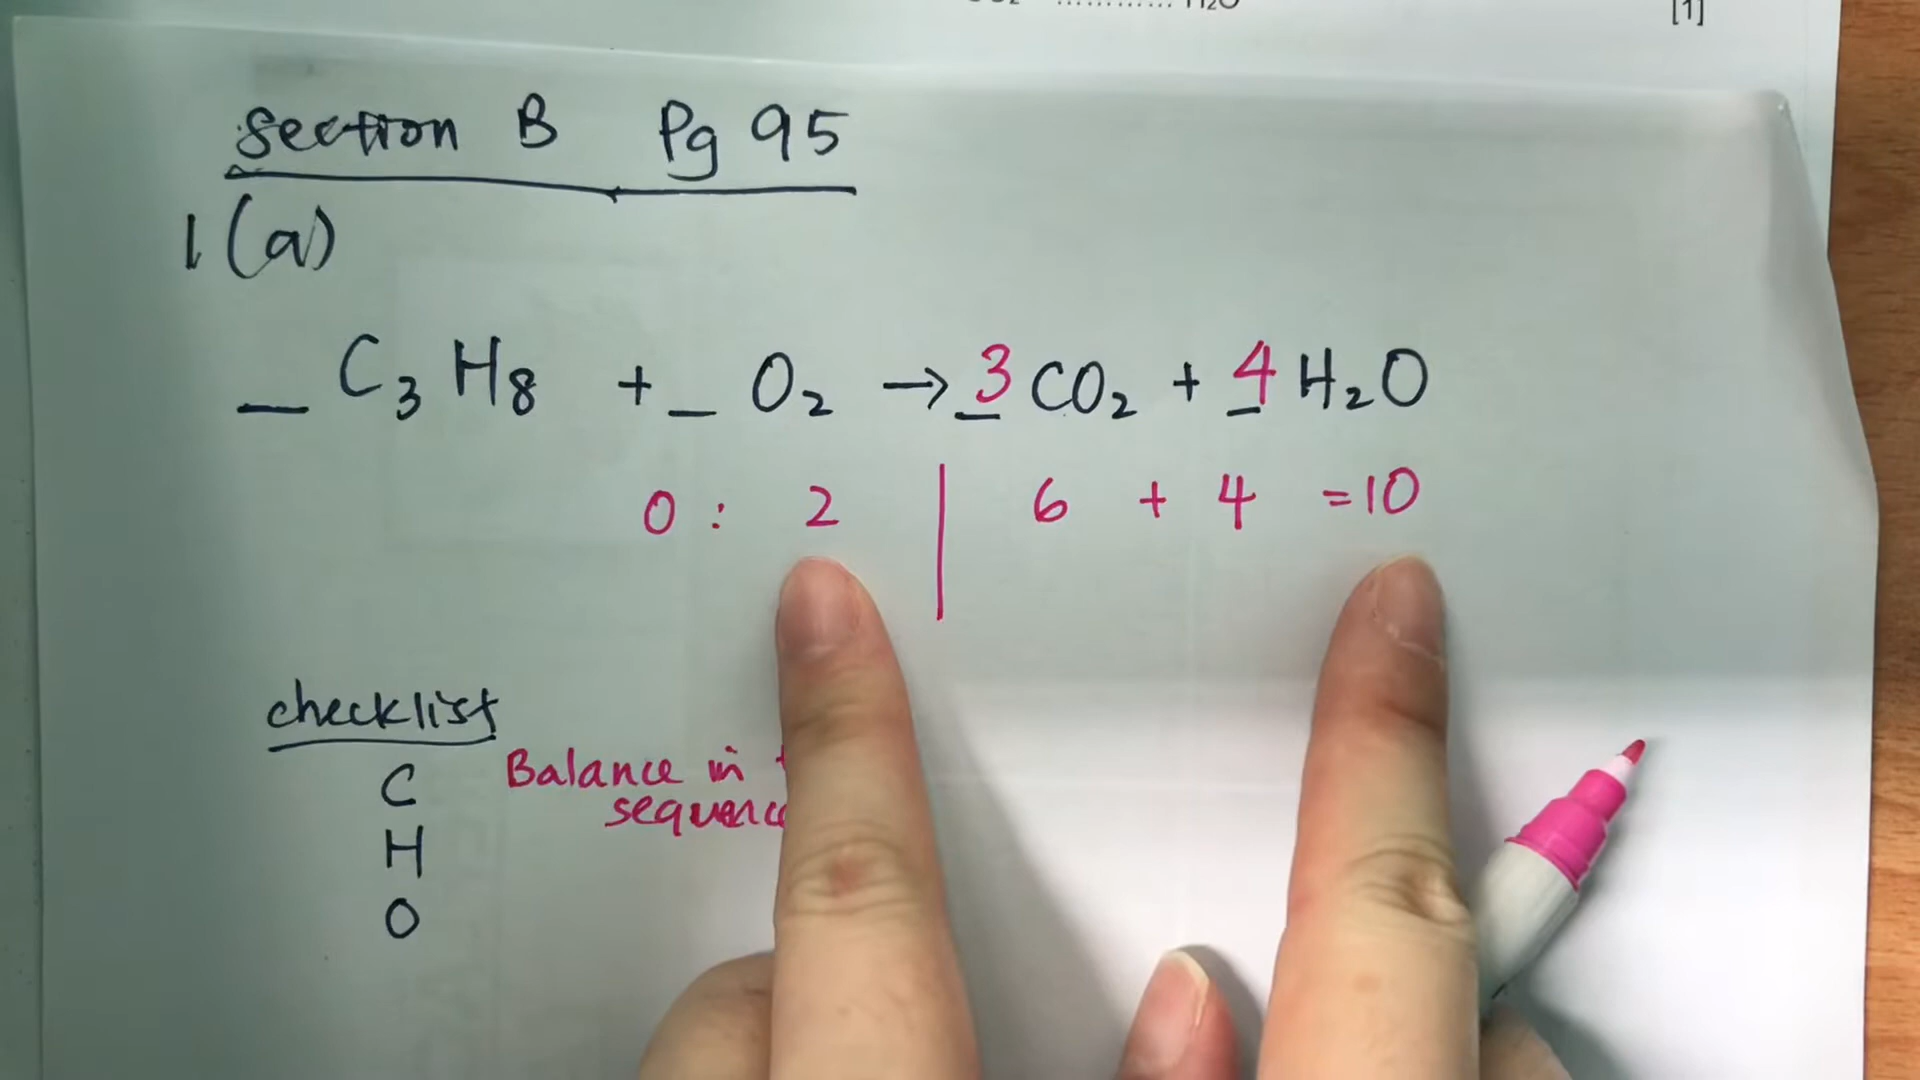 H₂O
[1]
Section B Pg 95
1(a)
_ C₃H₈ + _ O₂ → 3 CO₂ + 4 H₂O
O : 2 | 6 + 4 = 10
checklist
C
H
O
Balance in
sequence